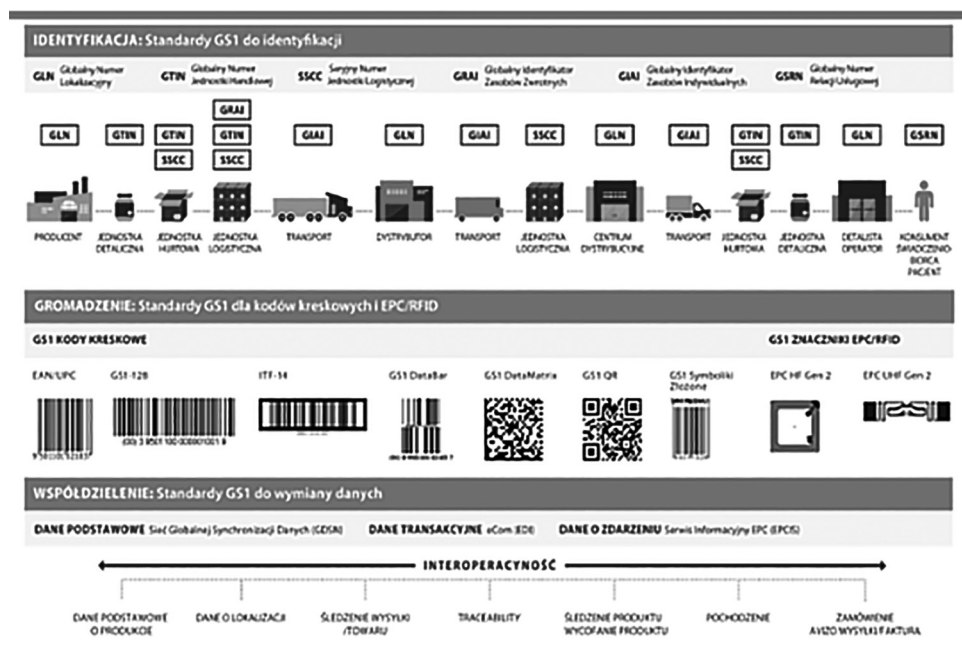 IDENTYFIKACJA: Standardy GS1 do identyfikacji
GLN Globalny Numer Lokalizacyjny
GTIN Globalny Numer Jednostki Handlowej
SSCC Seryjny Numer Jednostki Logistycznej
GRAI Globalny Identyfikator Zasobów Zwrotnych
GIAI Globalny Identyfikator Zasobów Indywidualnych
GSRN Globalny Numer Relacji Usługowej
GRAI
GLN GTIN GTIN GTIN GIAI GLN GIAI SSCC GLN GIAI GTIN GTIN GLN GSRN
SSCC SSCC SSCC
PRODUCENT
JEDNOSTKA DETALICZNA
JEDNOSTKA HURTOWA
JEDNOSTKA LOGISTYCZNA
TRANSPORT
DYSTRYBUTOR
TRANSPORT
JEDNOSTKA LOGISTYCZNA
CENTRUM DYSTRYBUCYJNE
TRANSPORT
JEDNOSTKA HURTOWA
JEDNOSTKA DETALICZNA
DETALISTA OPERATOR
KONSUMENT
ŚWIADCZENIO-
BIORCA
PACJENT
GROMADZENIE: Standardy GS1 dla kodów kreskowych i EPC/RFID
GS1 KODY KRESKOWE
GS1 ZNACZNIKI EPC/RFID
EAN/UPC
GS1-128
ITF-14
GS1 DataBar
GS1 DataMatrix
GS1 QR
GS1 Symboliki
Złożone
EPC HF Gen 2
EPC UHF Gen 2
WSPÓŁDZIELENIE: Standardy GS1 do wymiany danych
DANE PODSTAWOWE Sieć Globalnej Synchronizacji Danych (GDSN)
DANE TRANSAKCYJNE eCom (EDI)
DANE O ZDARZENIU Serwis Informacyjny EPC (EPCIS)
INTEROPERACYJNOŚĆ
DANE PODSTAWOWE
O PRODUKCIE
DANE O LOKALIZACJI
ŚLEDZENIE WYSYŁKI
/TOWARU
TRACEABILITY
ŚLEDZENIE PRODUKTU
WYCOFANIE PRODUKTU
POCHODZENIE
ZAMÓWIENIE
AVIZO WYSYŁKI/FAKTURA